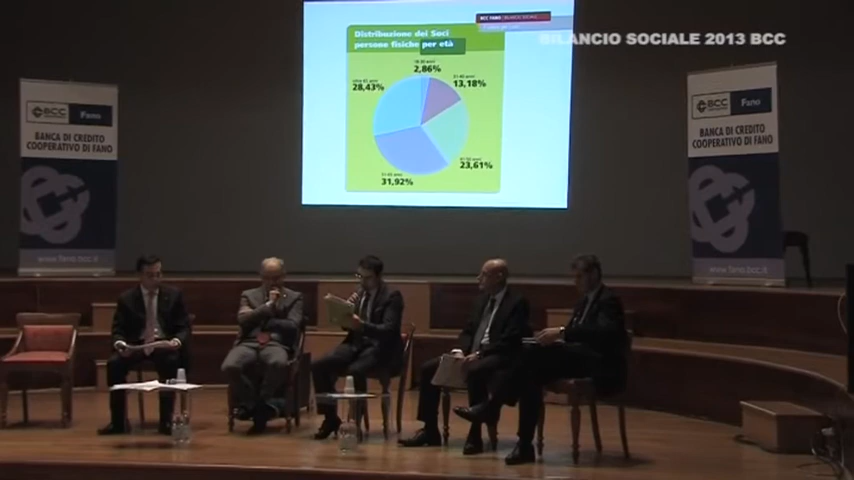 BCC FANO
BILANCIO SOCIALE 2013 BCC
Distribuzione dei Soci
persone fisiche per età
2,86%
28,43%
13,18%
23,61%
31,92%
BCC Fano
BANCA DI CREDITO
COOPERATIVO DI FANO
www.fano.bcc.it
BCC Fano
BANCA DI CREDITO
COOPERATIVO DI FANO
www.fano.bcc.it